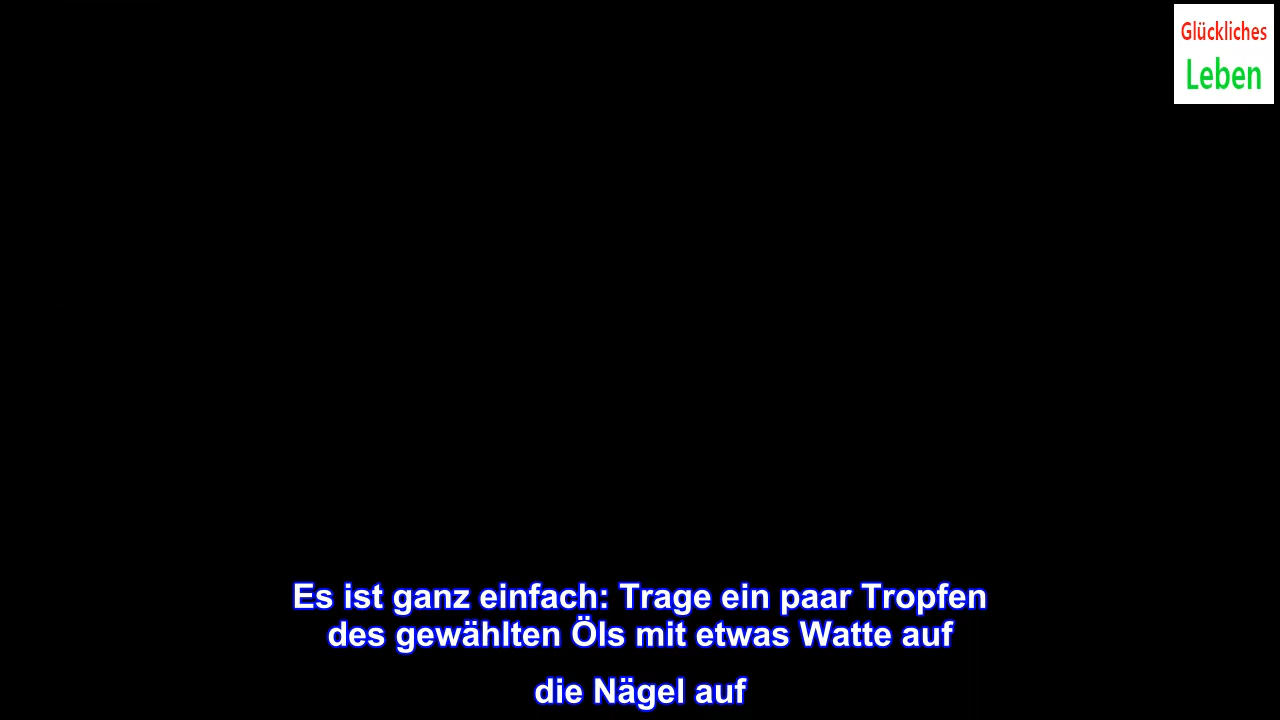 Glückliches
Leben
Es ist ganz einfach: Trage ein paar Tropfen
des gewählten Öls mit etwas Watte auf
die Nägel auf